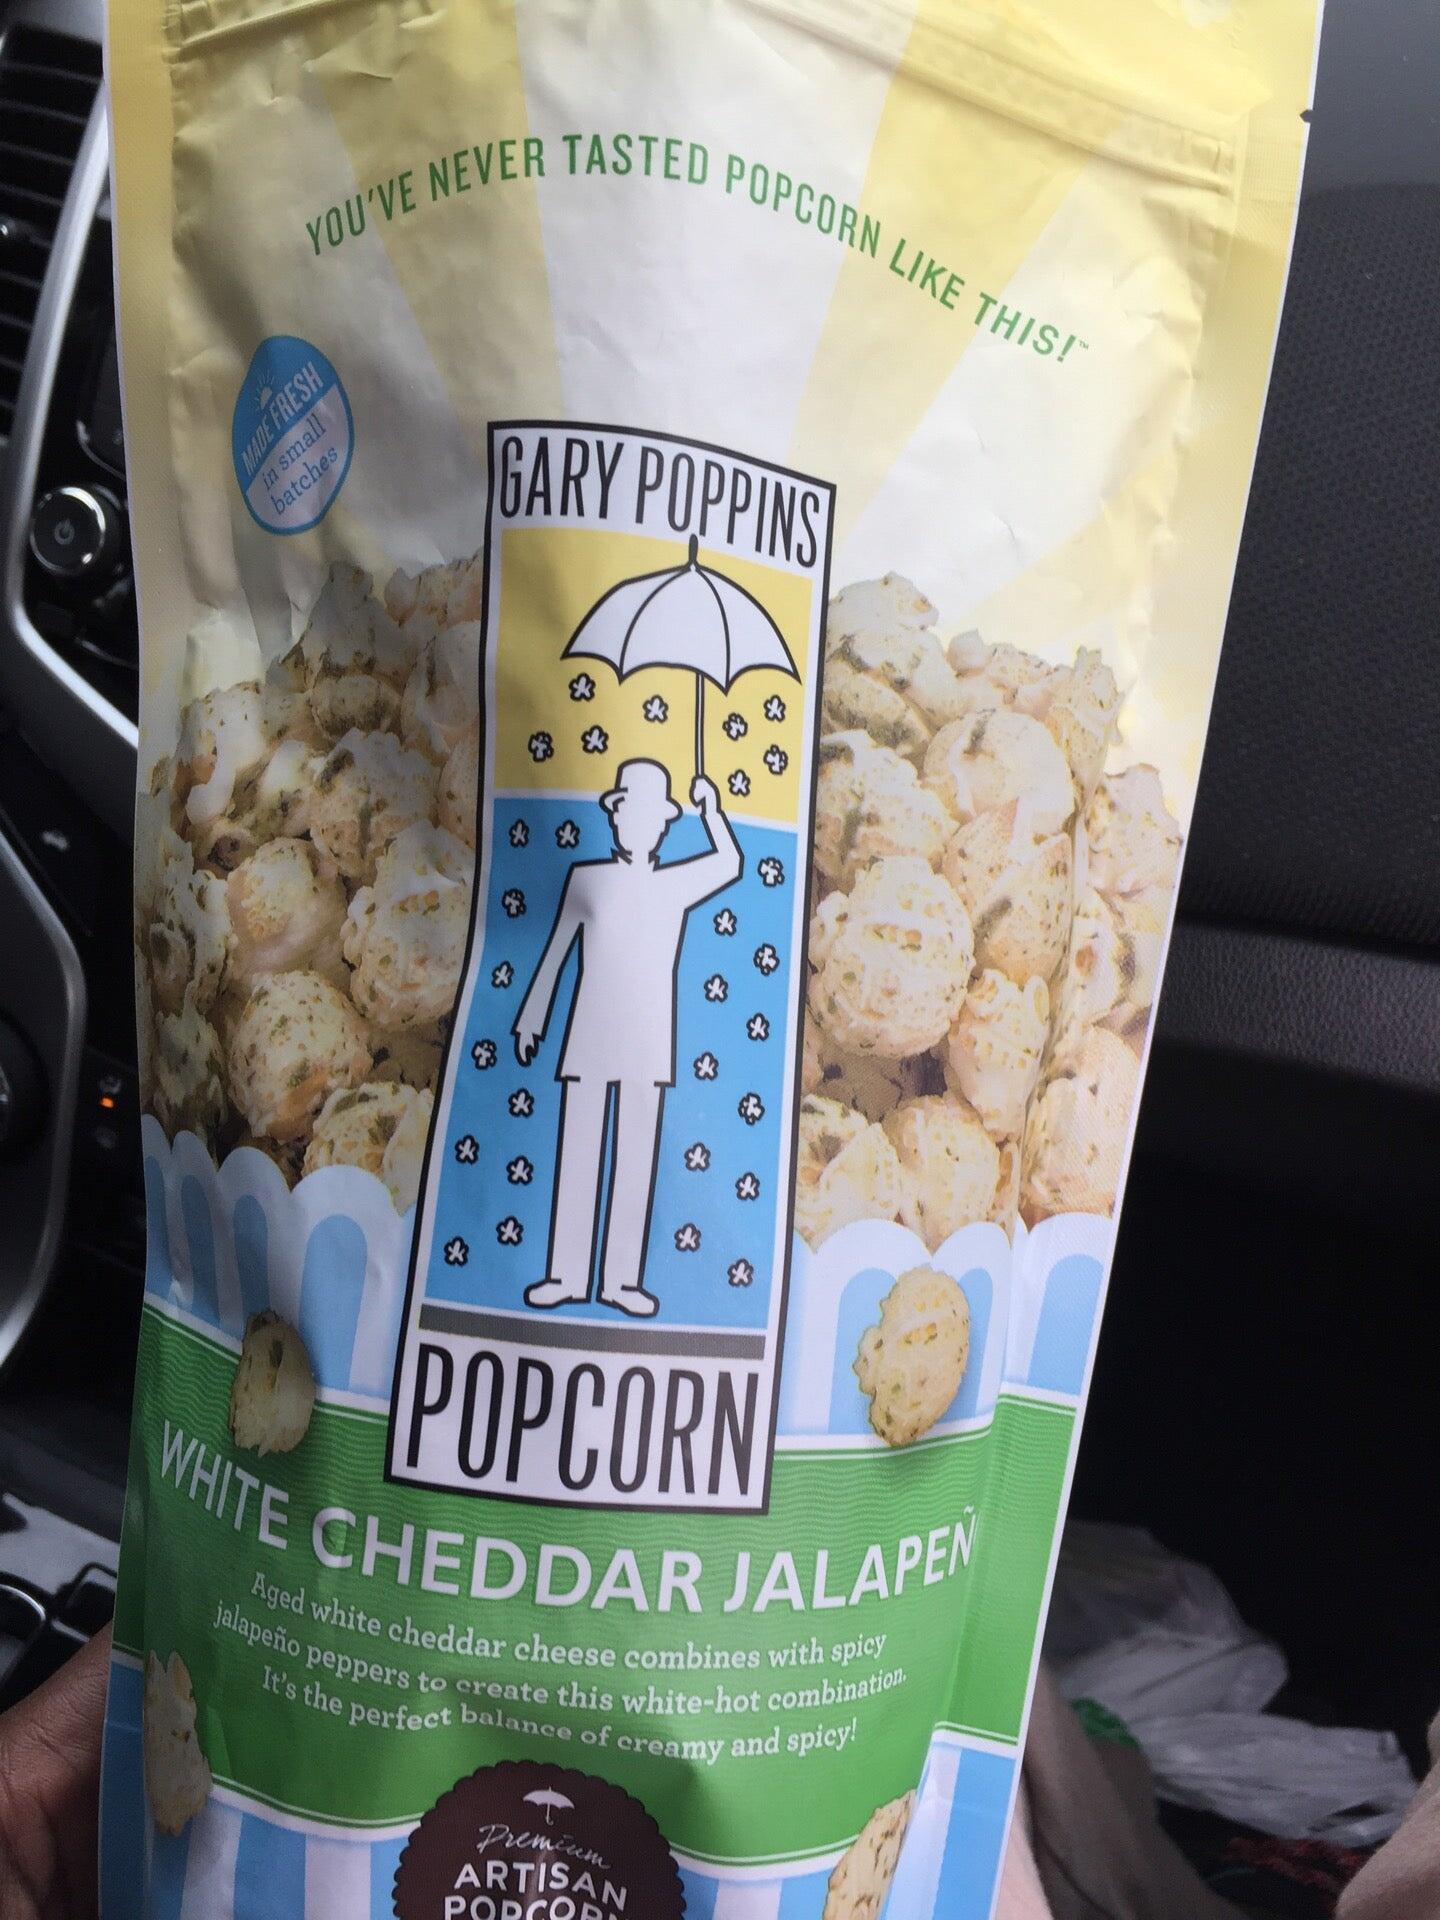 YOU'VE NEVER TASTED POPCORN LIKE THIS!™
MADE FRESH
in small
batches
GARY POPPINS
POPCORN
WHITE CHEDDAR JALAPEÑ
Aged white cheddar cheese combines with spicy
jalapeño peppers to create this white-hot combination.
It's the perfect balance of creamy and spicy!
Premium
ARTISAN
POPCORN